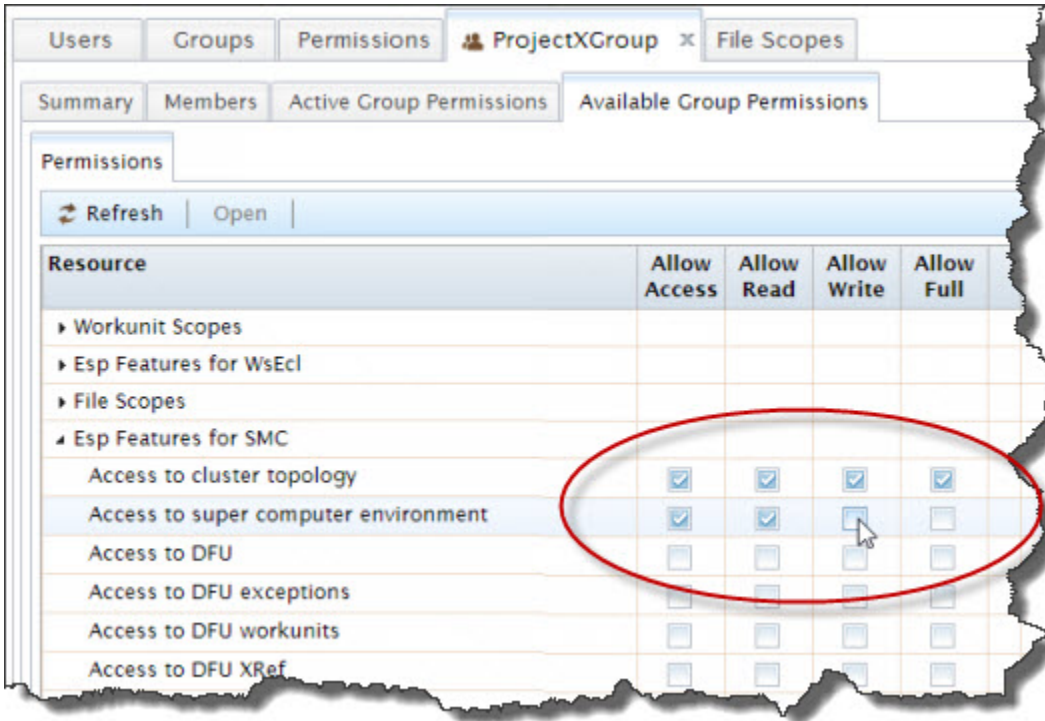 Users Groups Permissions ProjectXGroup x File Scopes
Summary Members Active Group Permissions Available Group Permissions
Permissions
Refresh Open
Resource Allow Access Allow Read Allow Write Allow Full
Workunit Scopes
Esp Features for WsEcl
File Scopes
Esp Features for SMC
Access to cluster topology
Access to super computer environment
Access to DFU
Access to DFU exceptions
Access to DFU workunits
Access to DFU XRef